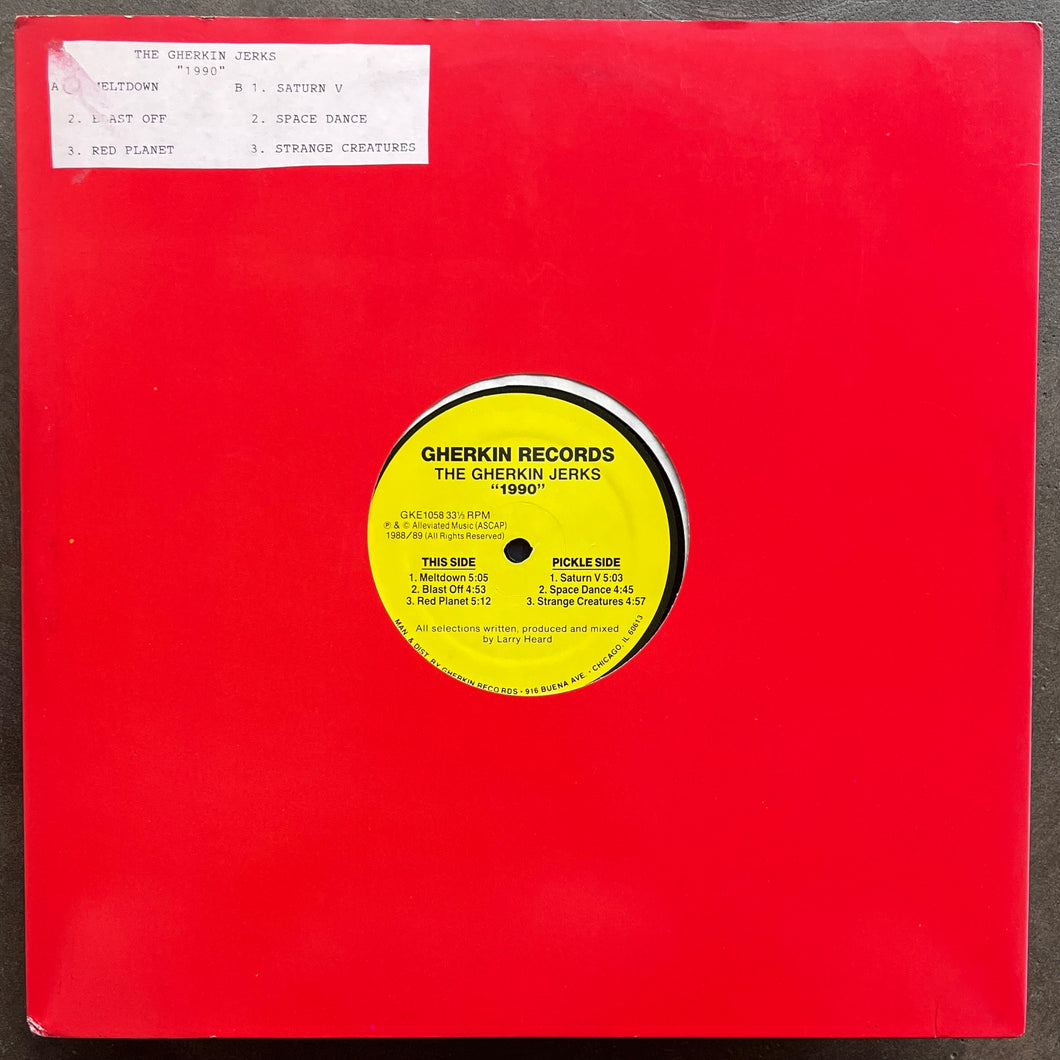 THE GHERKIN JERKS
"1990"
A MELTDOWN B 1. SATURN V
2. BLAST OFF 2. SPACE DANCE
3. RED PLANET 3. STRANGE CREATURES
GHERKIN RECORDS
THE GHERKIN JERKS
"1990"
GKE1058 33⅓ RPM
℗ & © Alleviated Music (ASCAP)
1988/89 (All Rights Reserved)
THIS SIDE PICKLE SIDE
1. Meltdown 5:05 1. Saturn V 5:03
2. Blast Off 4:53 2. Space Dance 4:45
3. Red Planet 5:12 3. Strange Creatures 4:57
All selections written, produced and mixed
by Larry Heard
MAN. & DIST. BY GHERKIN RECORDS - 916 BUENA AVE. - CHICAGO, IL 60613